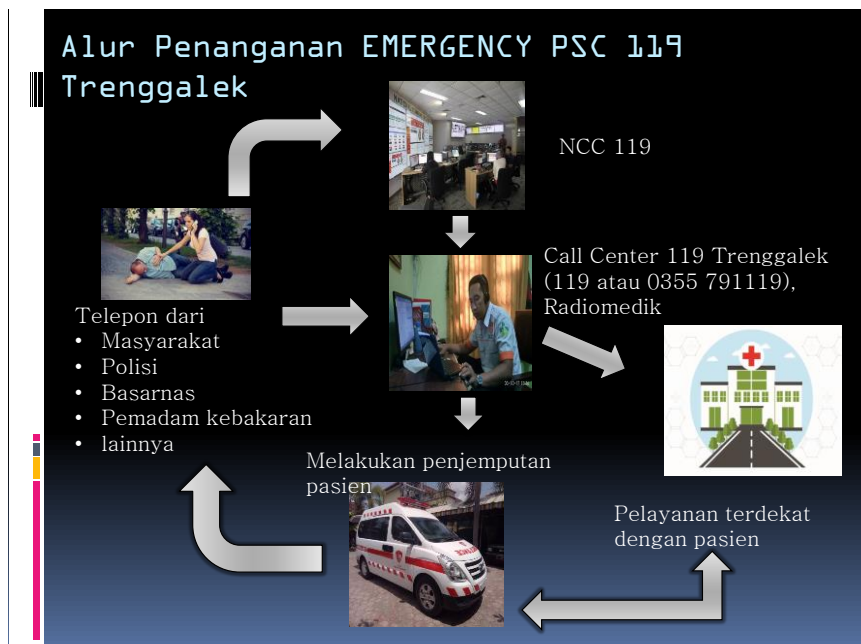 Alur Penanganan EMERGENCY PSC 119
Trenggalek
NCC 119
Call Center 119 Trenggalek
(119 atau 0355 791119),
Radiomedik
Telepon dari
• Masyarakat
• Polisi
• Basarnas
• Pemadam kebakaran
• lainnya
Melakukan penjemputan
pasien
Pelayanan terdekat
dengan pasien